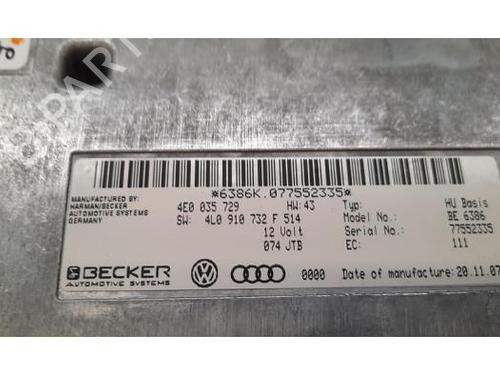 *6386K.077552335*
MANUFACTURED BY:
HARMAN/BECKER
AUTOMOTIVE SYSTEMS
GERMANY
4E0 035 729 HW: 43
SW: 4L0 910 732 F 514
12 Volt
074 JTB
Typ: HU Basis
Model No.: BE 6386
Serial No.: 77552335
EC: 111
BECKER
AUTOMOTIVE SYSTEMS
0000 Date of manufacture: 20.11.07